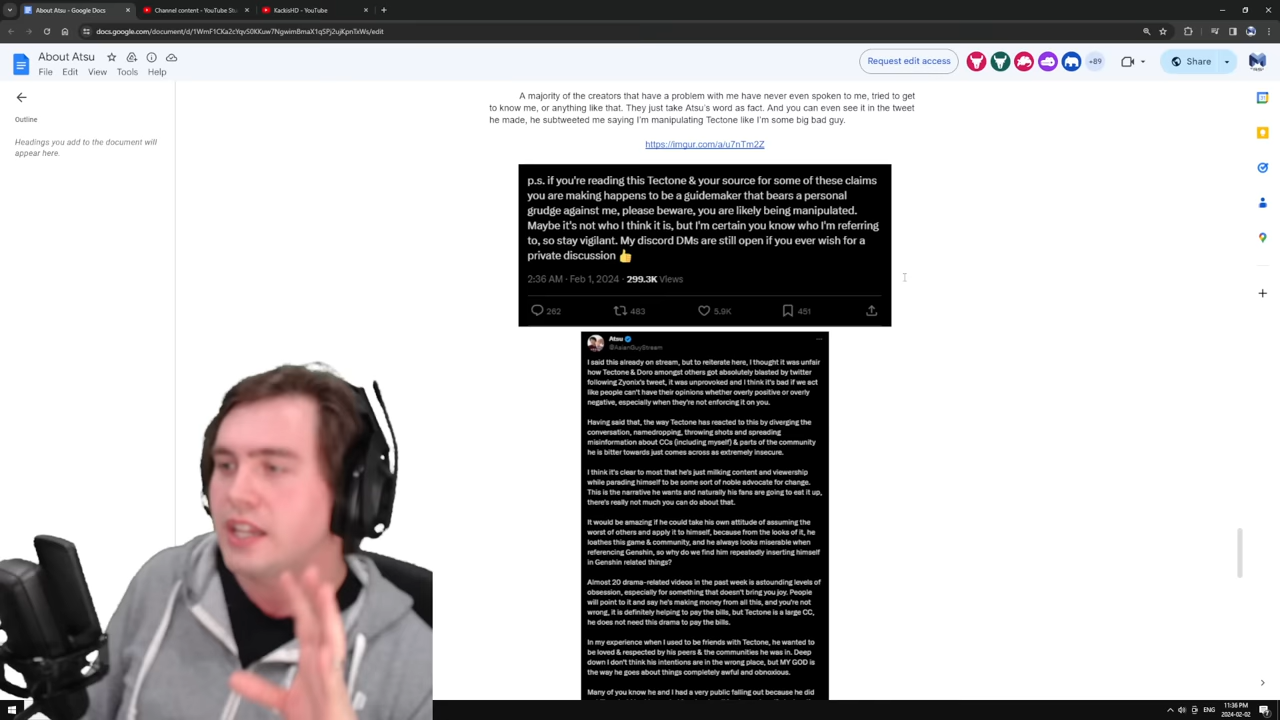 About Atsu - Google Docs
Channel content - YouTube Stu
KackisHD - YouTube
docs.google.com/document/d/1WmF1CKa2cYqvS0KKuw7NgwimBmaX1qSPj2ujKpnTxWs/edit
About Atsu
File Edit View Tools Help
Request edit access
+89
Share
Outline
Headings you add to the document will
appear here.
A majority of the creators that have a problem with me have never even spoken to me, tried to get
to know me, or anything like that. They just take Atsu's word as fact. And you can even see it in the tweet
he made, he subtweeted me saying I'm manipulating Tectone like I'm some big bad guy.
https://imgur.com/a/u7nTm2Z
p.s. if you're reading this Tectone & your source for some of these claims
you are making happens to be a guidemaker that bears a personal
grudge against me, please beware, you are likely being manipulated.
Maybe it's not who I think it is, but I'm certain you know who I'm referring
to, so stay vigilant. My discord DMs are still open if you ever wish for a
private discussion 👍
2:36 AM · Feb 1, 2024 · 299.3K Views
262 483 5.9K 451
Atsu
@AsianGuyStream
I said this already on stream, but to reiterate here, I thought it was unfair
how Tectone & Doro amongst others got absolutely blasted by twitter
following Zyonix's tweet, it was unprovoked and I think it's bad if we act
like people can't have their opinions whether overly positive or overly
negative, especially when they're not enforcing it on you.
Having said that, the way Tectone has reacted to this by diverging the
conversation, namedropping, throwing shots and spreading
misinformation about CCs (including myself) & parts of the community
he is bitter towards just comes across as extremely insecure.
I think it's clear to most that he's just milking content and viewership
while parading himself to be some sort of noble advocate for change.
This is the narrative he wants and naturally his fans are going to eat it up,
there's really not much you can do about that.
It would be amazing if he could take his own attitude of assuming the
worst of others and apply it to himself, because from the looks of it, he
loathes this game & community, and he always looks miserable when
referencing Genshin, so why do we find him repeatedly inserting himself
in Genshin related things?
Almost 20 drama-related videos in the past week is astounding levels of
obsession, especially for something that doesn't bring you joy. People
will point to it and say he's making money from all this, and you're not
wrong, it is definitely helping to pay the bills, but Tectone is a large CC,
he does not need this drama to pay the bills.
In my experience when I used to be friends with Tectone, he wanted to
be loved & respected by his peers & the communities he was in. Deep
down I don't think his intentions are in the wrong place, but MY GOD is
the way he goes about things completely awful and obnoxious.
Many of you know he and I had a very public falling out because he did
ENG
11:36 PM
2024-02-02